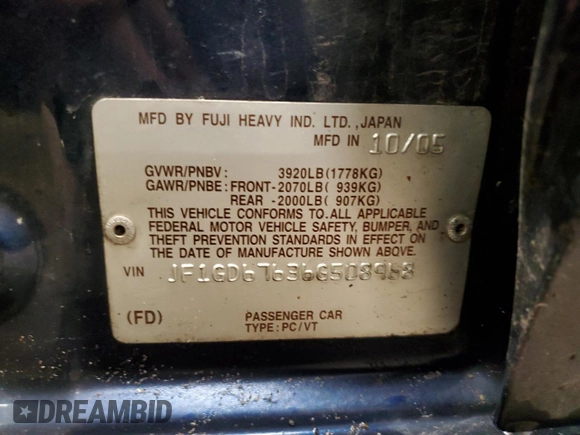 MFD BY FUJI HEAVY IND. LTD.,JAPAN
MFD IN 10/05
GVWR/PNBV: 3920LB(1778KG)
GAWR/PNBE: FRONT-2070LB( 939KG)
REAR -2000LB( 907KG)
THIS VEHICLE CONFORMS TO.ALL APPLICABLE
FEDERAL MOTOR VEHICLE SAFETY, BUMPER, AND
THEFT PREVENTION STANDARDS IN EFFECT ON
THE DATE OF MANUFACTURE SHOWN ABOVE.
VIN
(FD) PASSENGER CAR
TYPE: PC/VT
DREAMBID